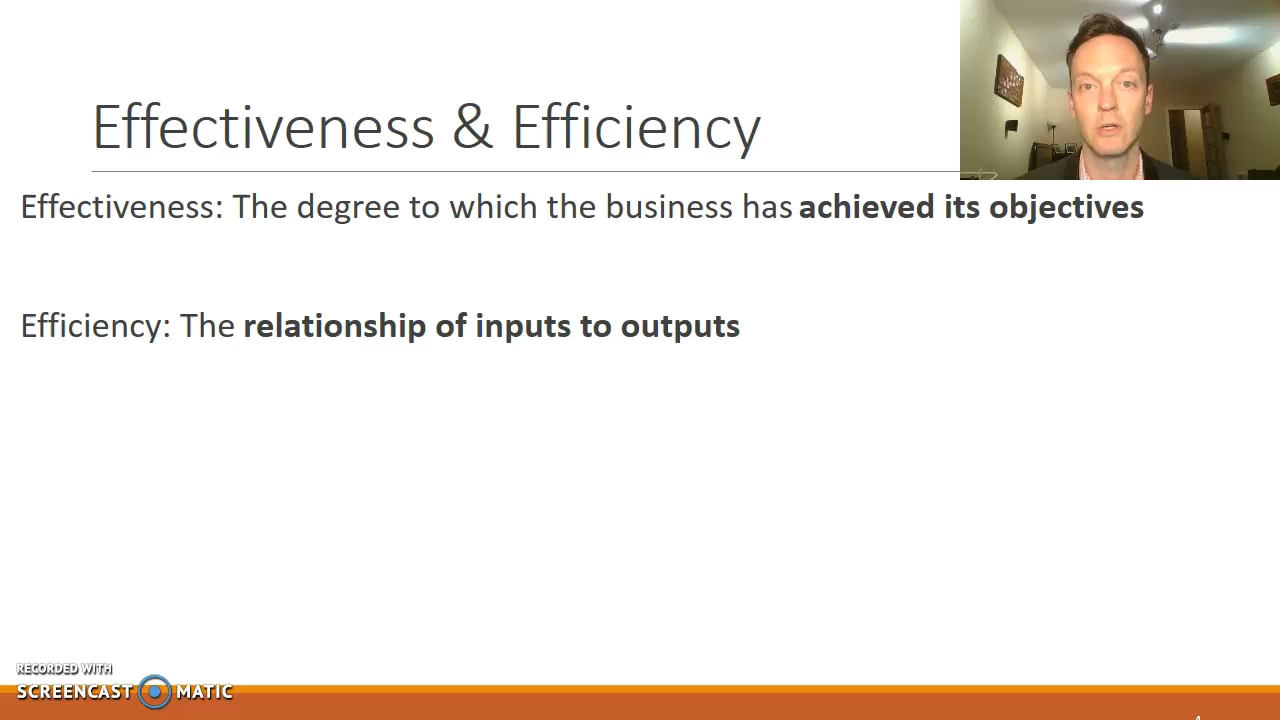 Effectiveness & Efficiency
Effectiveness: The degree to which the business has achieved its objectives
Efficiency: The relationship of inputs to outputs
RECORDED WITH
SCREENCAST MATIC